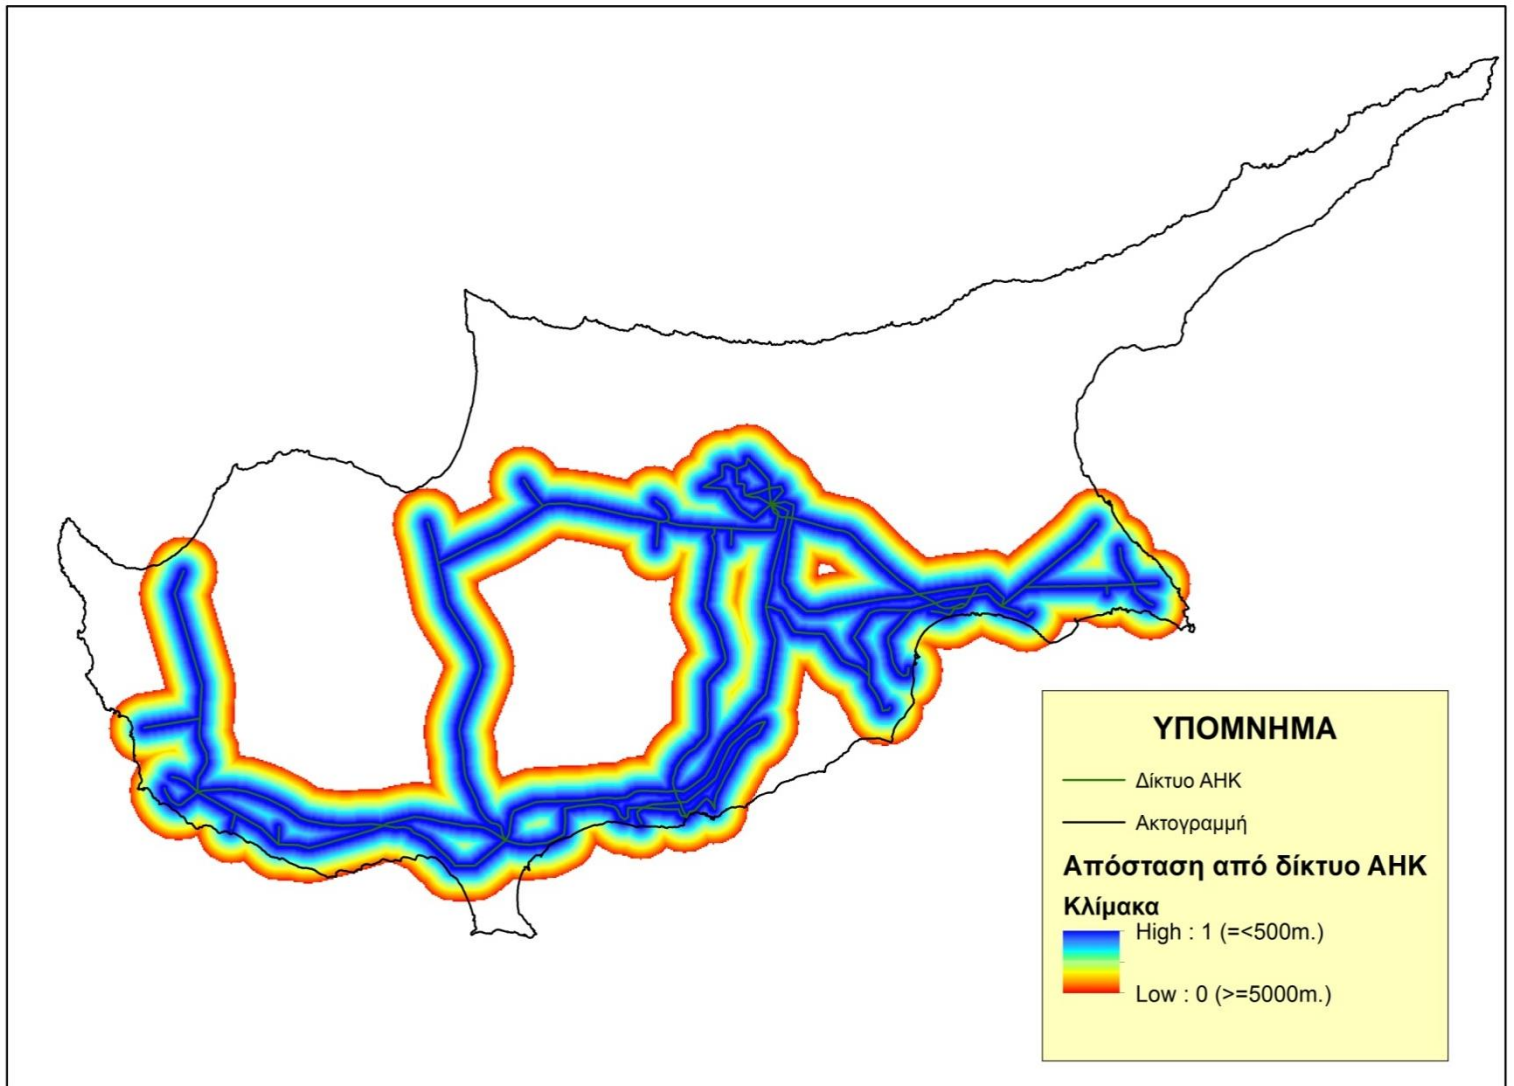 ΥΠΟΜΝΗΜΑ
Δίκτυο ΑΗΚ
Ακτογραμμή
Απόσταση από δίκτυο ΑΗΚ
Κλίμακα
High : 1 (=<500m.)
Low : 0 (>=5000m.)